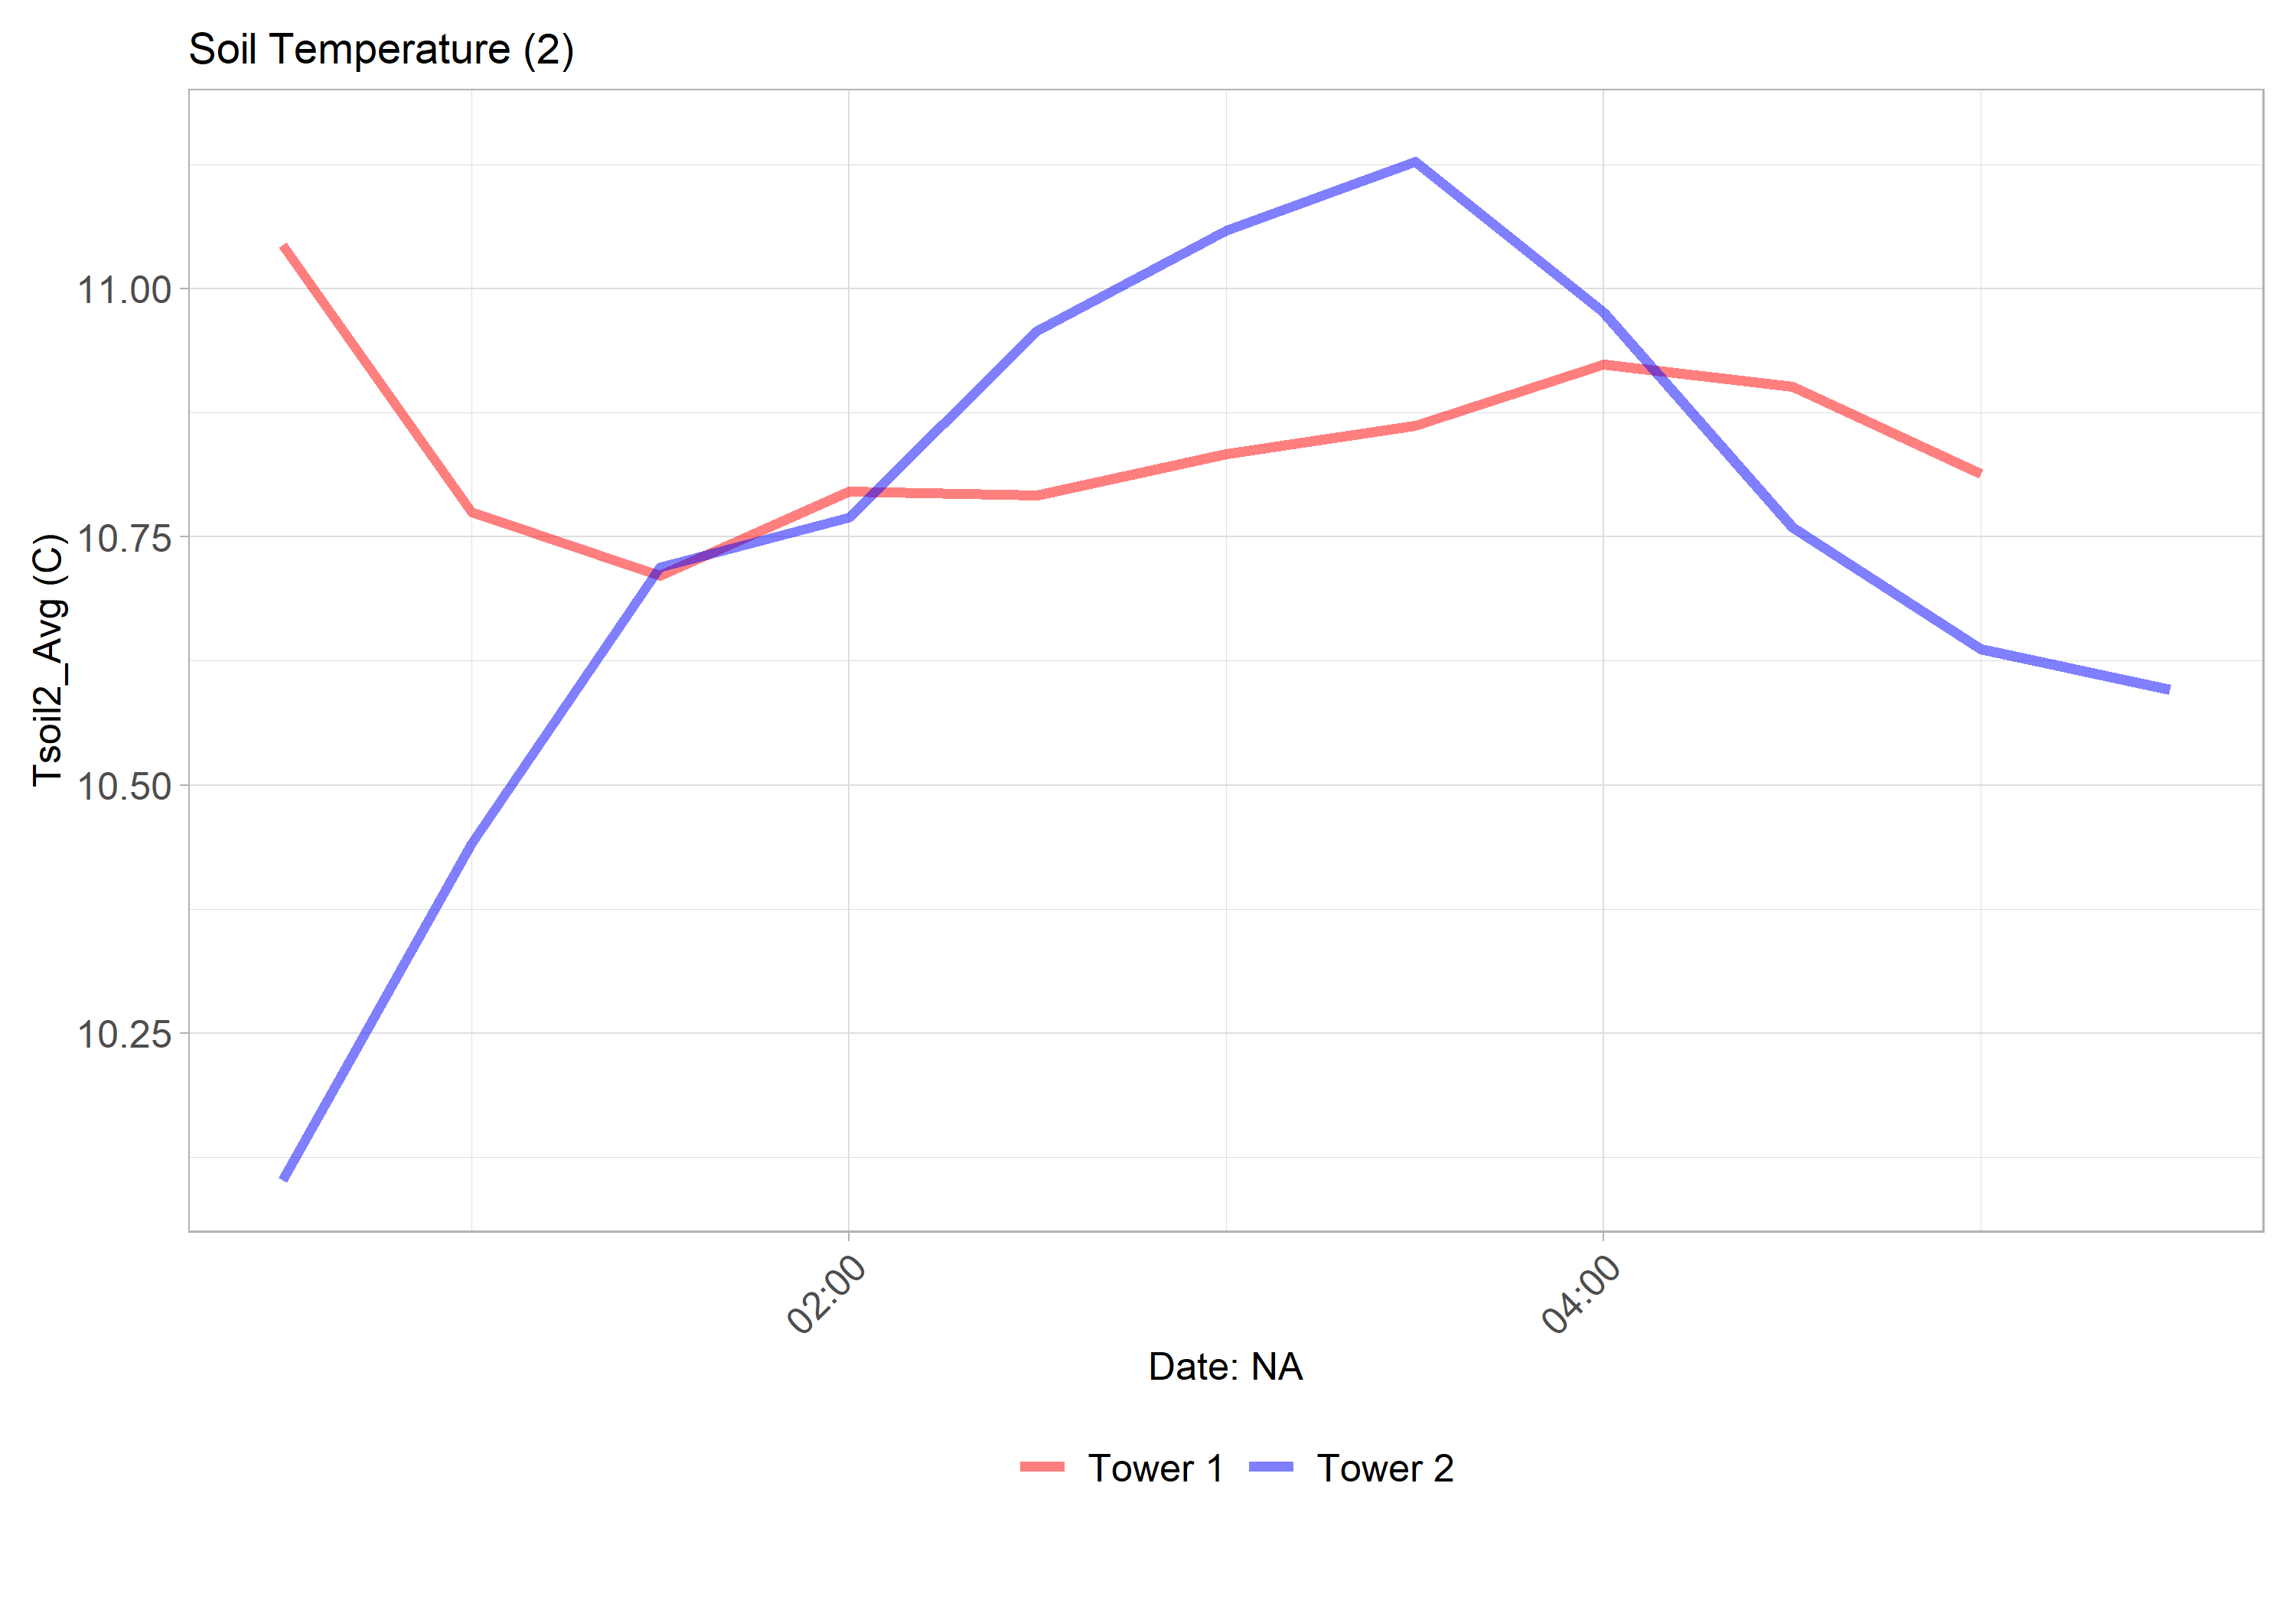 Soil Temperature (2)
Tsoil2_Avg (C)
11.00
10.75
10.50
10.25
02:00
04:00
Date: NA
Tower 1
Tower 2